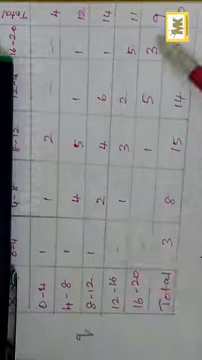 0-4 4-8 8-12 12-16 16-20 Total
0-4 1 1 2 — — 4
4-8 1 4 5 1 1 12
8-12 1 2 4 6 1 14
12-16 - 1 3 2 5 11
16-20 — — 1 5 3 9
Total 3 8 15 14